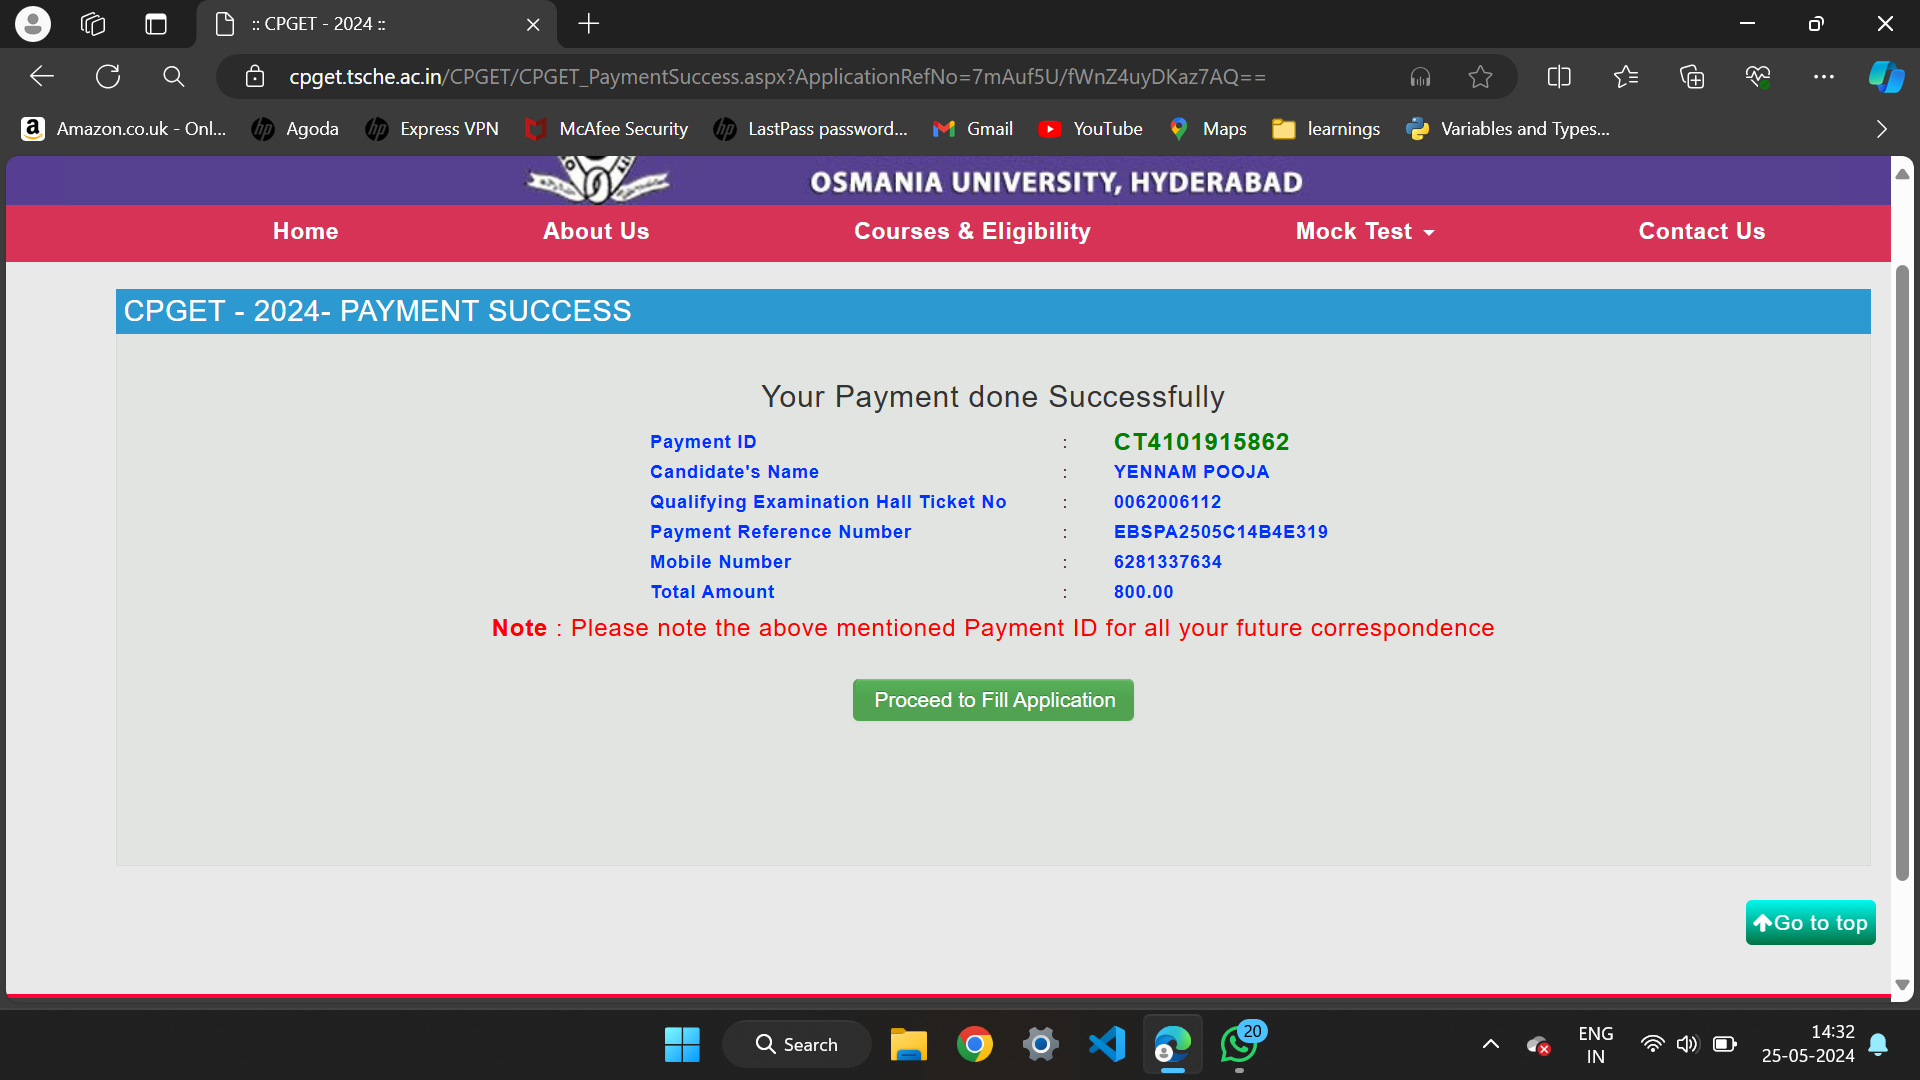 :: CPGET - 2024 ::
cpget.tsche.ac.in/CPGET/CPGET_PaymentSuccess.aspx?ApplicationRefNo=7mAuf5U/fWnZ4uyDKaz7AQ==
Amazon.co.uk - Onl... Agoda Express VPN McAfee Security LastPass password... Gmail YouTube Maps learnings Variables and Types...
OSMANIA UNIVERSITY, HYDERABAD
Home About Us Courses & Eligibility Mock Test Contact Us
CPGET - 2024- PAYMENT SUCCESS
Your Payment done Successfully
Payment ID : CT4101915862
Candidate's Name : YENNAM POOJA
Qualifying Examination Hall Ticket No : 0062006112
Payment Reference Number : EBSPA2505C14B4E319
Mobile Number : 6281337634
Total Amount : 800.00
Note : Please note the above mentioned Payment ID for all your future correspondence
Proceed to Fill Application
Go to top
Search
20
ENG
IN
14:32
25-05-2024